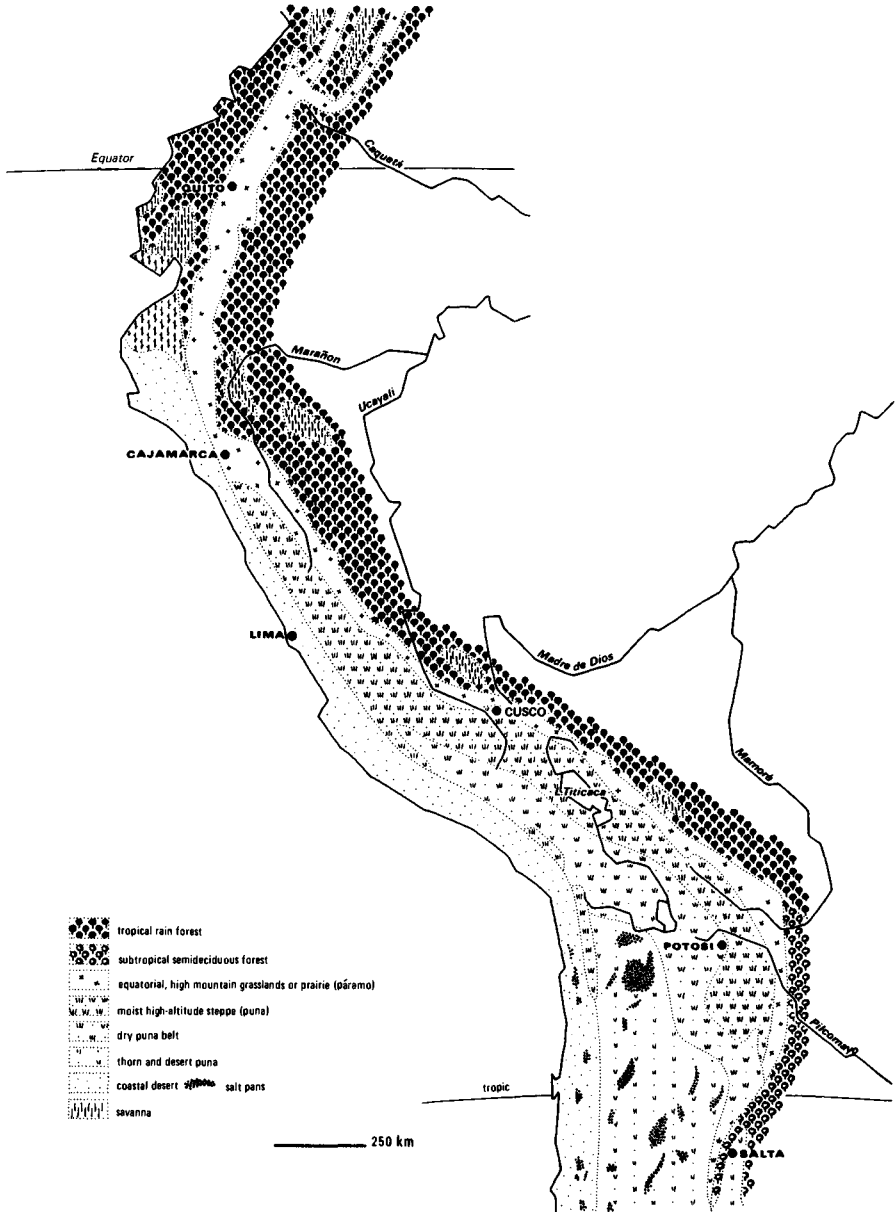 Equator
Caquetá
QUITO
Marañon
Ucayali
CAJAMARCA
LIMA
Madre de Dios
CUSCO
Mamoré
L.Titicaca
POTOSI
Pilcomayo
tropical rain forest
subtropical semideciduous forest
equatorial, high mountain grasslands or prairie (páramo)
moist high-altitude steppe (puna)
dry puna belt
thorn and desert puna
coastal desert salt pans
savanna
tropic
250 km
SALTA